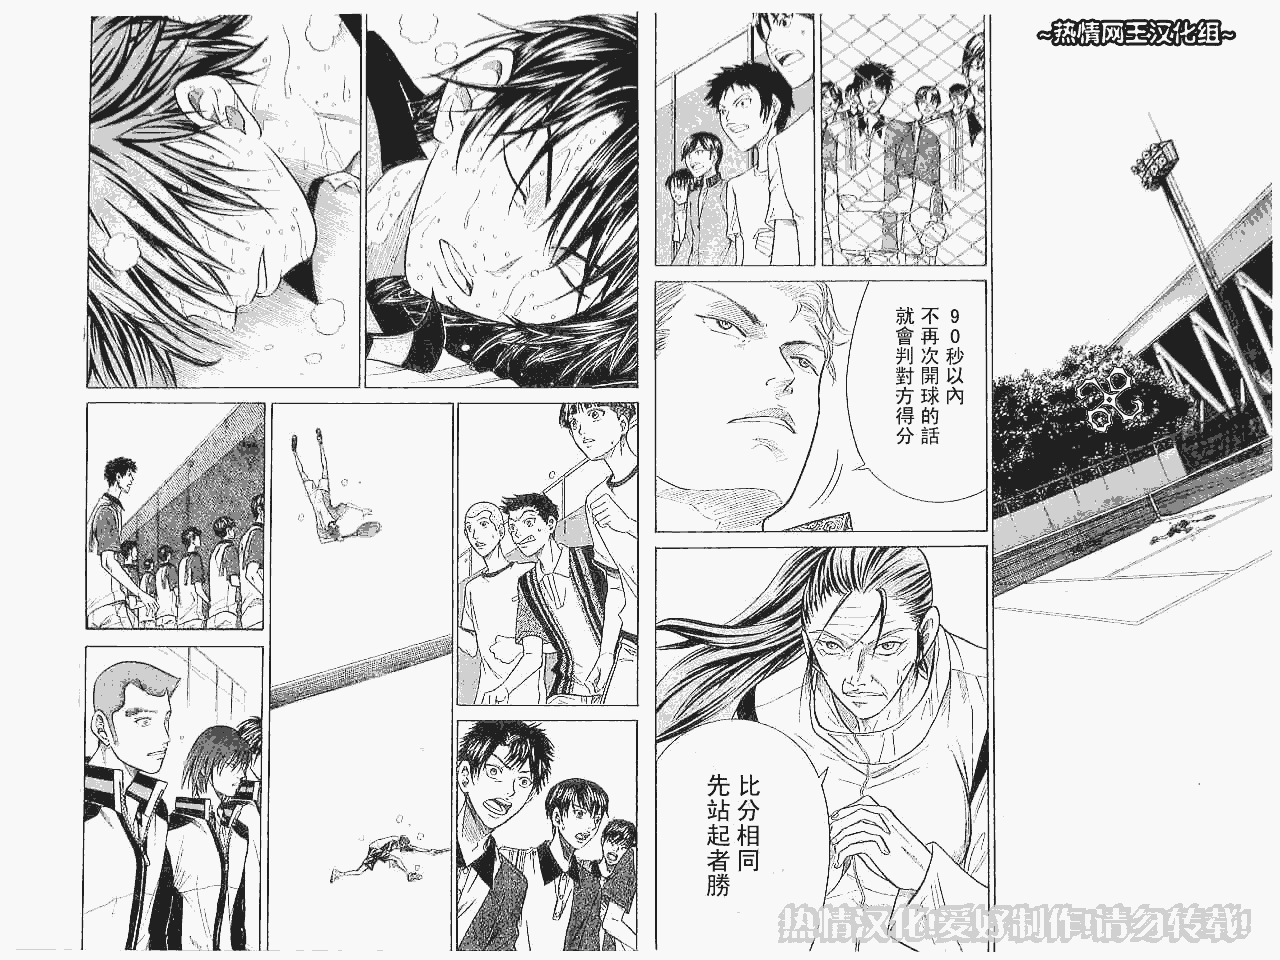 ~热情网王汉化组~
90秒以內
不再次開球的話
就會判對方得分
比分相同
先站起者勝
热情汉化!爱好制作!请勿转载!